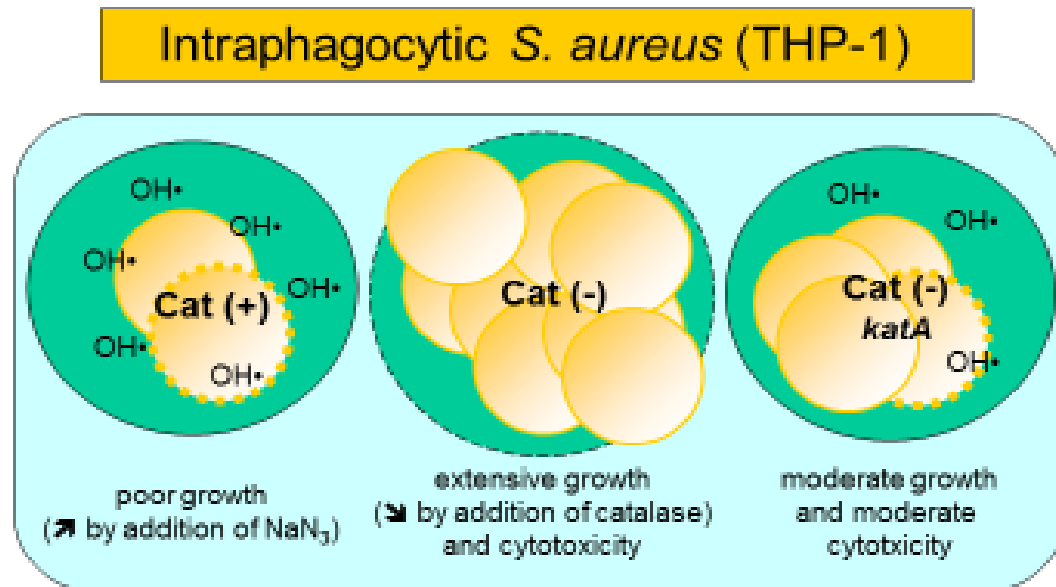 Intraphagocytic S. aureus (THP-1)
OH•
OH•
OH•
OH•
OH•
OH•
Cat (+)
poor growth
(↗ by addition of NaN₃)
Cat (-)
extensive growth
(↘ by addition of catalase)
and cytotoxicity
OH•
OH•
Cat (-)
katA
OH•
moderate growth
and moderate
cytotxicity